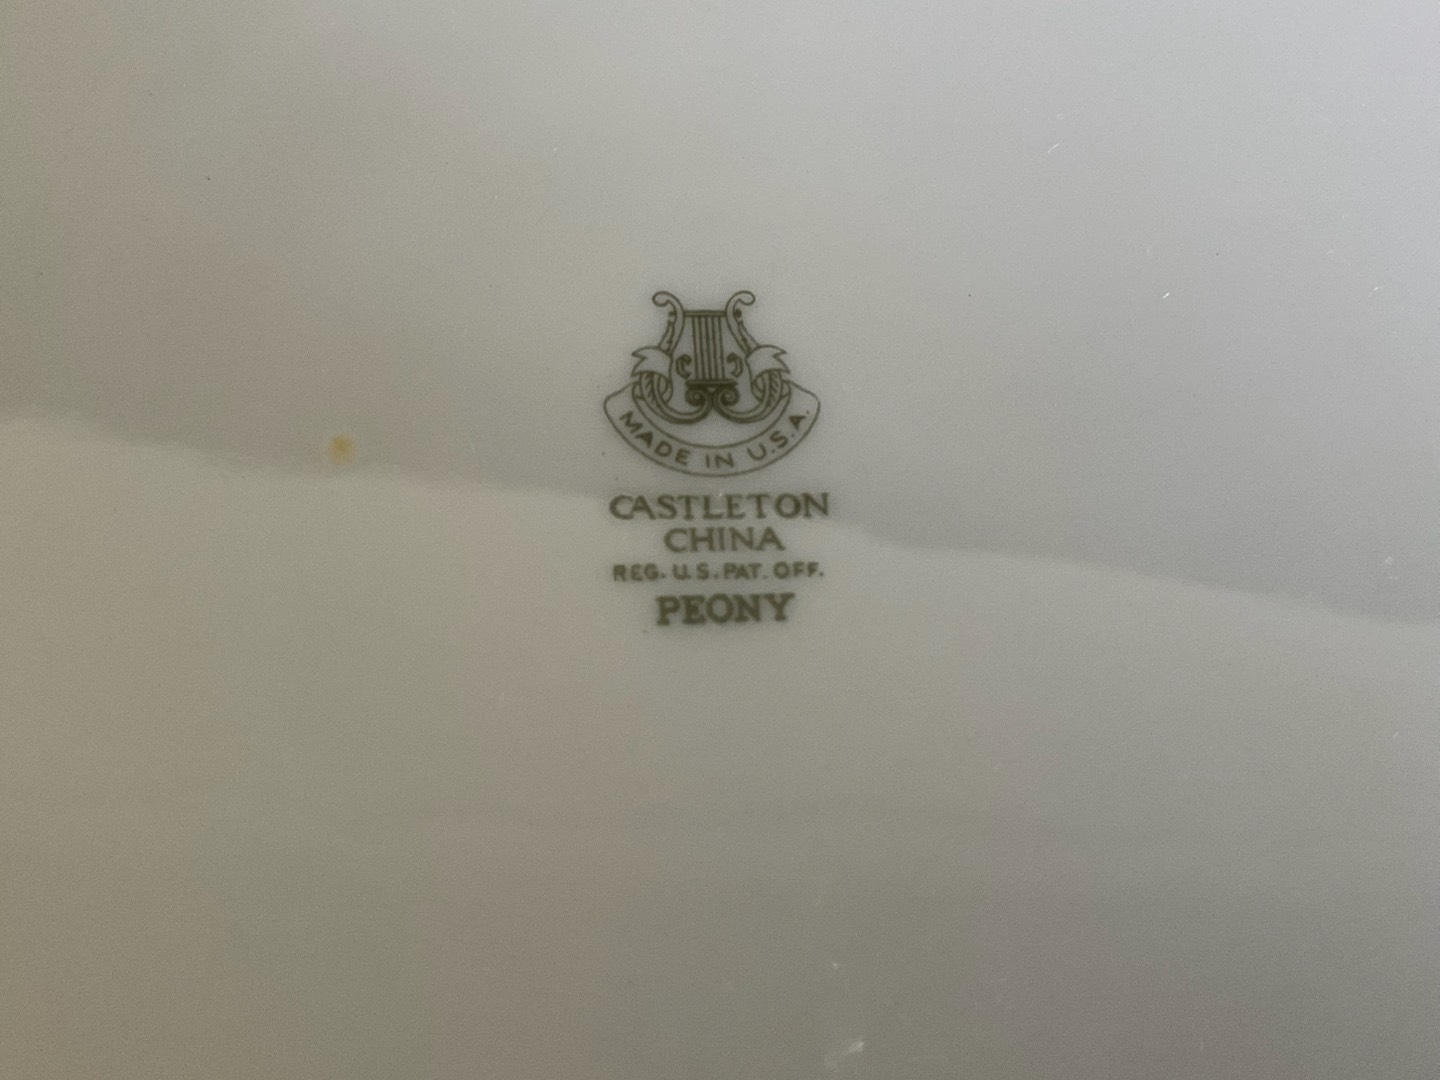 MADE IN U.S.A.
CASTLETON
CHINA
REG. U.S. PAT. OFF.
PEONY